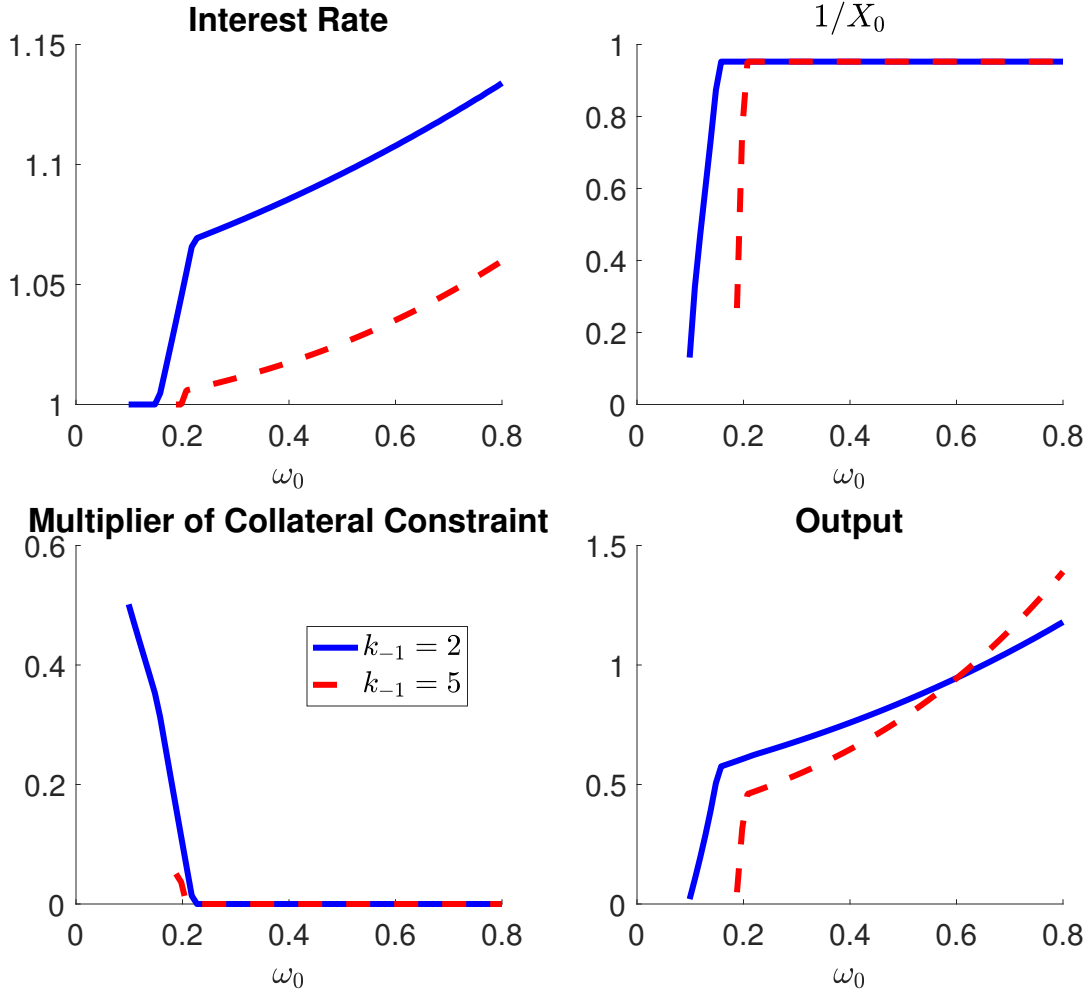 Interest Rate
1.15
1.1
1.05
1
0 0.2 0.4 0.6 0.8
ω₀
1/X₀
1
0.8
0.6
0.4
0.2
0
0 0.2 0.4 0.6 0.8
ω₀
Multiplier of Collateral Constraint
0.6
0.4
0.2
0
0 0.2 0.4 0.6 0.8
ω₀
k₋₁ = 2
k₋₁ = 5
Output
1.5
1
0.5
0
0 0.2 0.4 0.6 0.8
ω₀